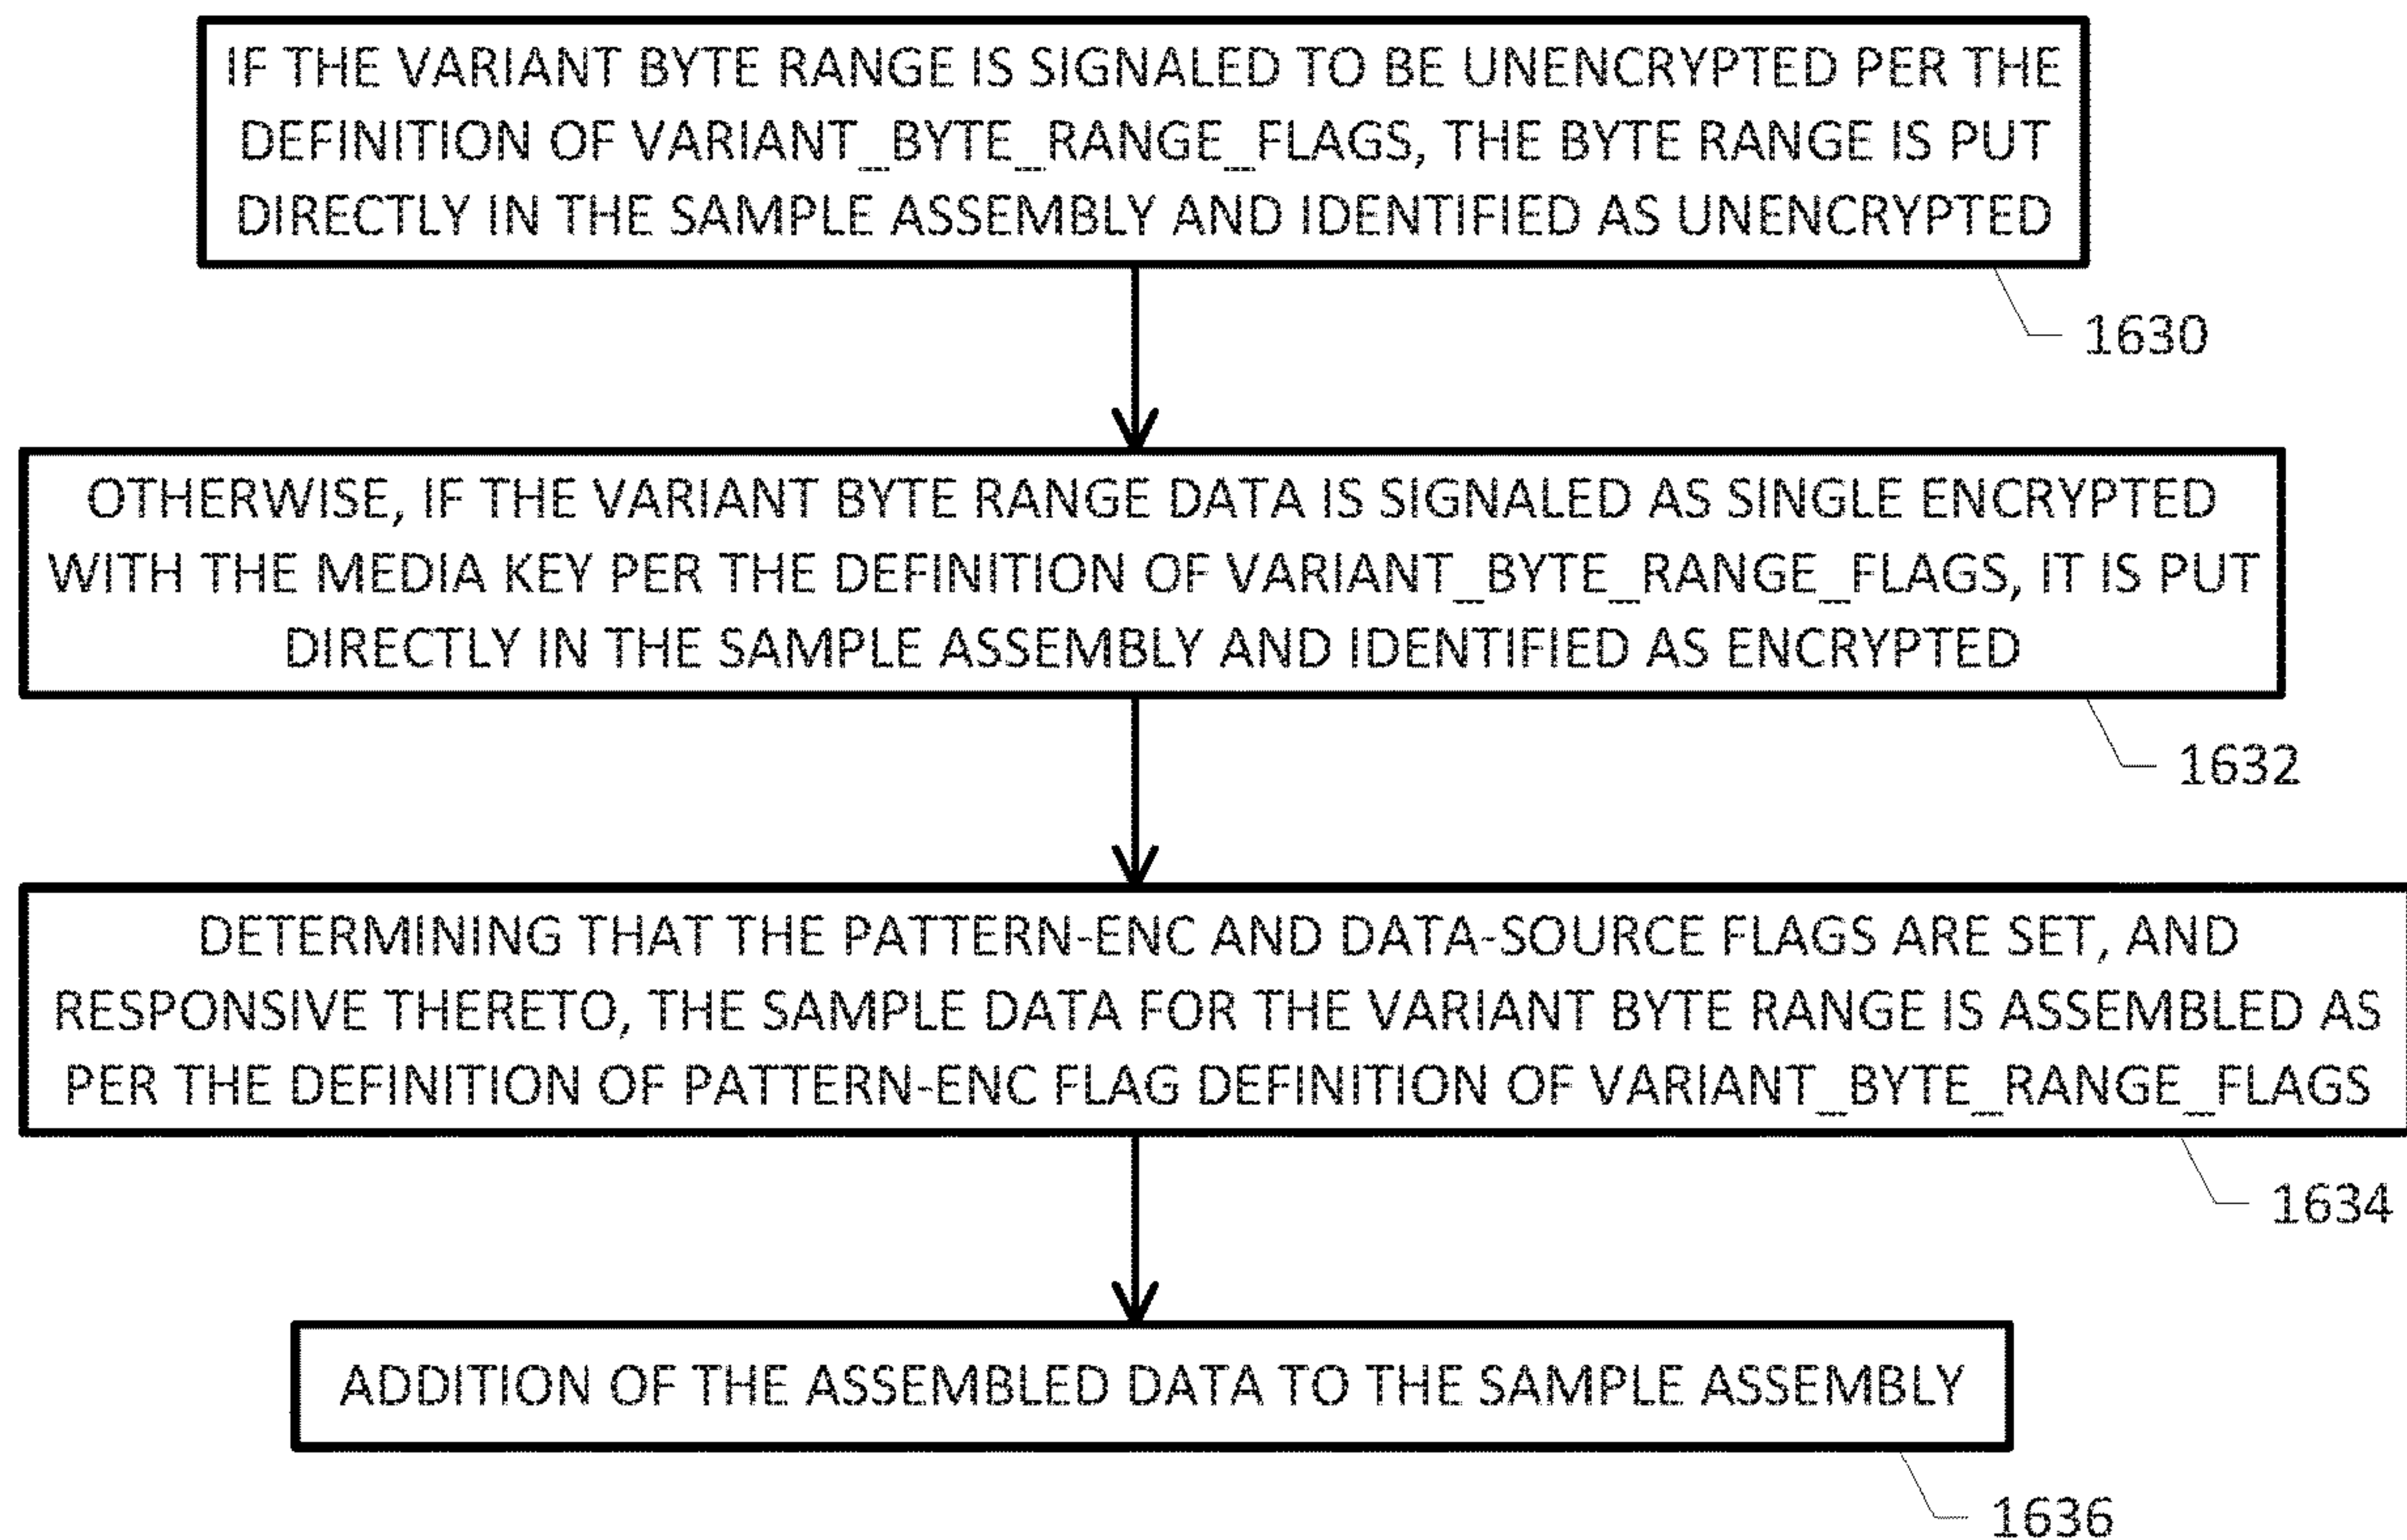 IF THE VARIANT BYTE RANGE IS SIGNALED TO BE UNENCRYPTED PER THE
DEFINITION OF VARIANT_BYTE_RANGE_FLAGS, THE BYTE RANGE IS PUT
DIRECTLY IN THE SAMPLE ASSEMBLY AND IDENTIFIED AS UNENCRYPTED
1630
OTHERWISE, IF THE VARIANT BYTE RANGE DATA IS SIGNALED AS SINGLE ENCRYPTED
WITH THE MEDIA KEY PER THE DEFINITION OF VARIANT_BYTE_RANGE_FLAGS, IT IS PUT
DIRECTLY IN THE SAMPLE ASSEMBLY AND IDENTIFIED AS ENCRYPTED
1632
DETERMINING THAT THE PATTERN-ENC AND DATA-SOURCE FLAGS ARE SET, AND
RESPONSIVE THERETO, THE SAMPLE DATA FOR THE VARIANT BYTE RANGE IS ASSEMBLED AS
PER THE DEFINITION OF PATTERN-ENC FLAG DEFINITION OF VARIANT_BYTE_RANGE_FLAGS
1634
ADDITION OF THE ASSEMBLED DATA TO THE SAMPLE ASSEMBLY
1636